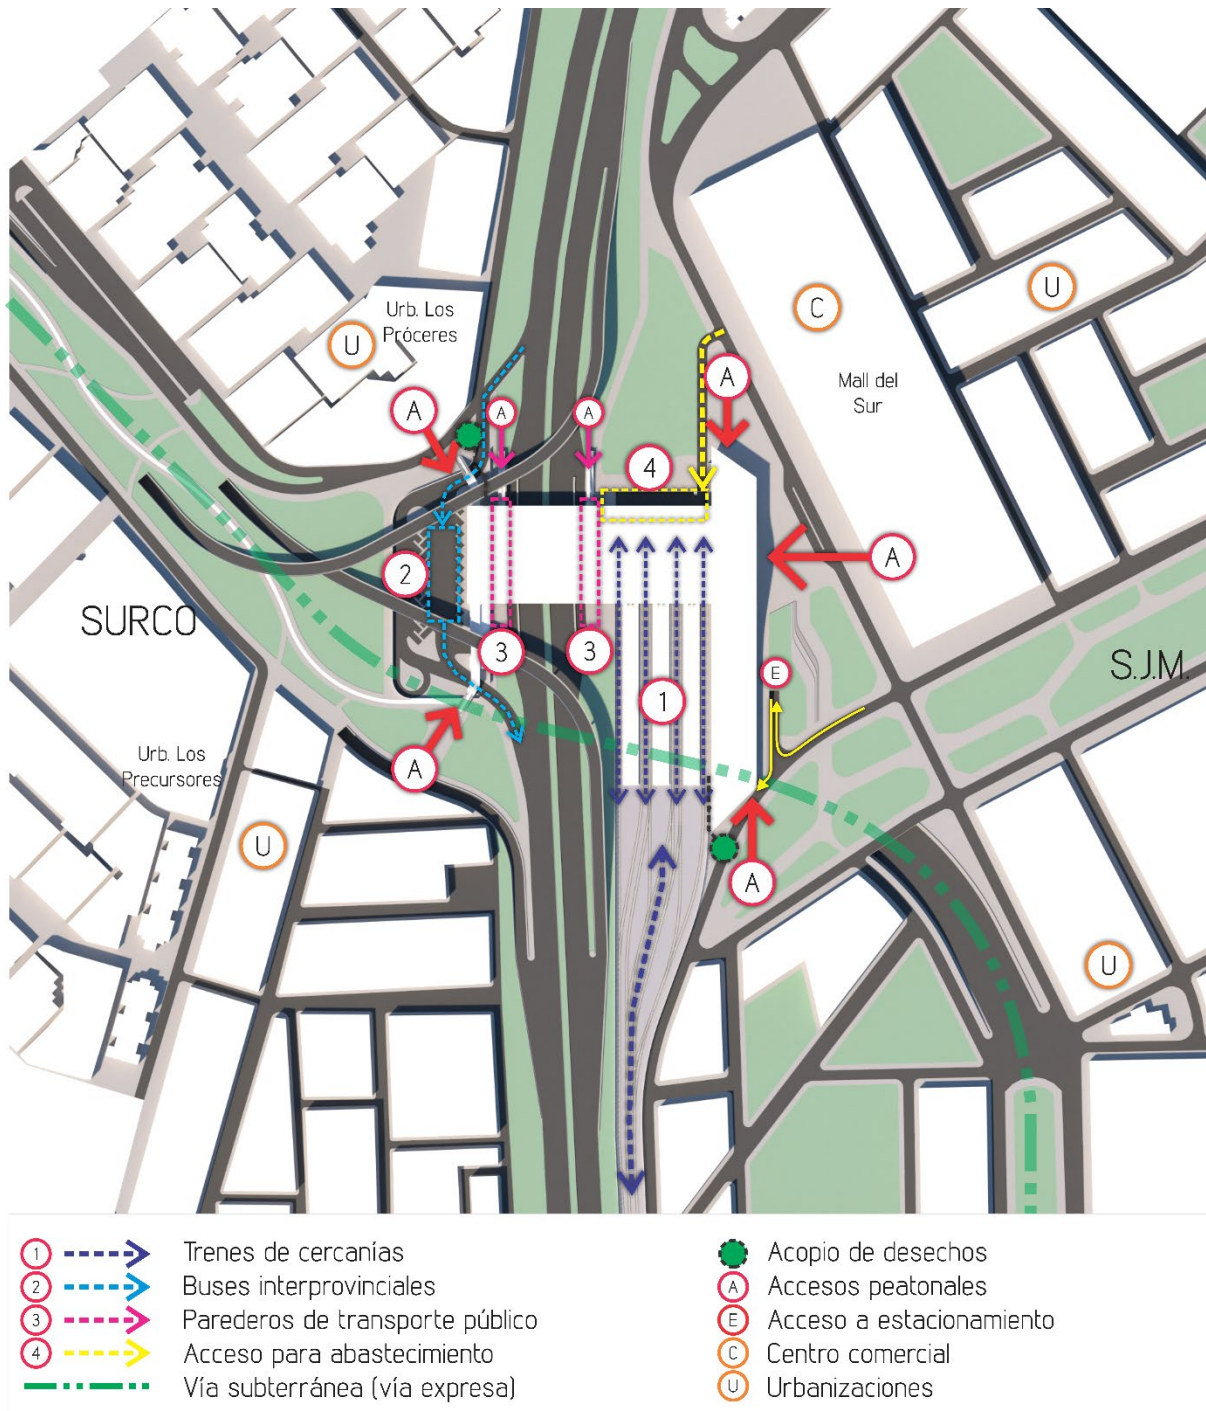 C
U
Urb. Los
Próceres
U
Mall del
Sur
A
A
A
A
4
A
2
SURCO
3
3
E
S.J.M.
1
Urb. Los
Precursores
A
U
A
U
1 Trenes de cercanías
2 Buses interprovinciales
3 Parederos de transporte público
4 Acceso para abastecimiento
Vía subterránea (vía expresa)
Acopio de desechos
A Accesos peatonales
E Acceso a estacionamiento
C Centro comercial
U Urbanizaciones